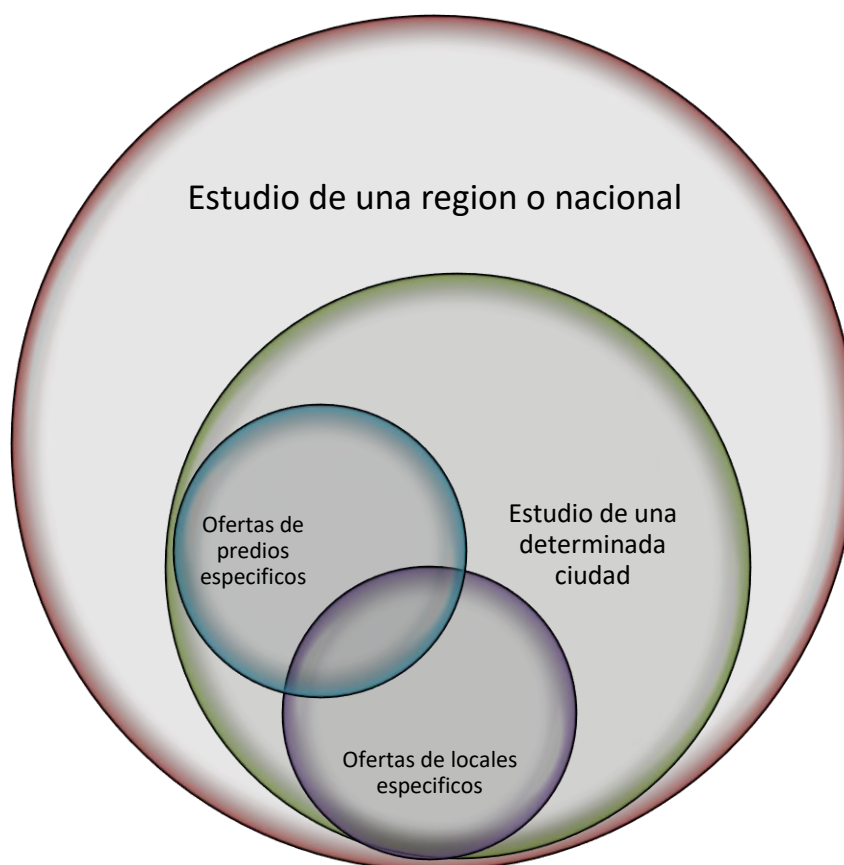 Estudio de una region o nacional
Ofertas de
predios
especificos
Estudio de una
determinada
ciudad
Ofertas de locales
especificos